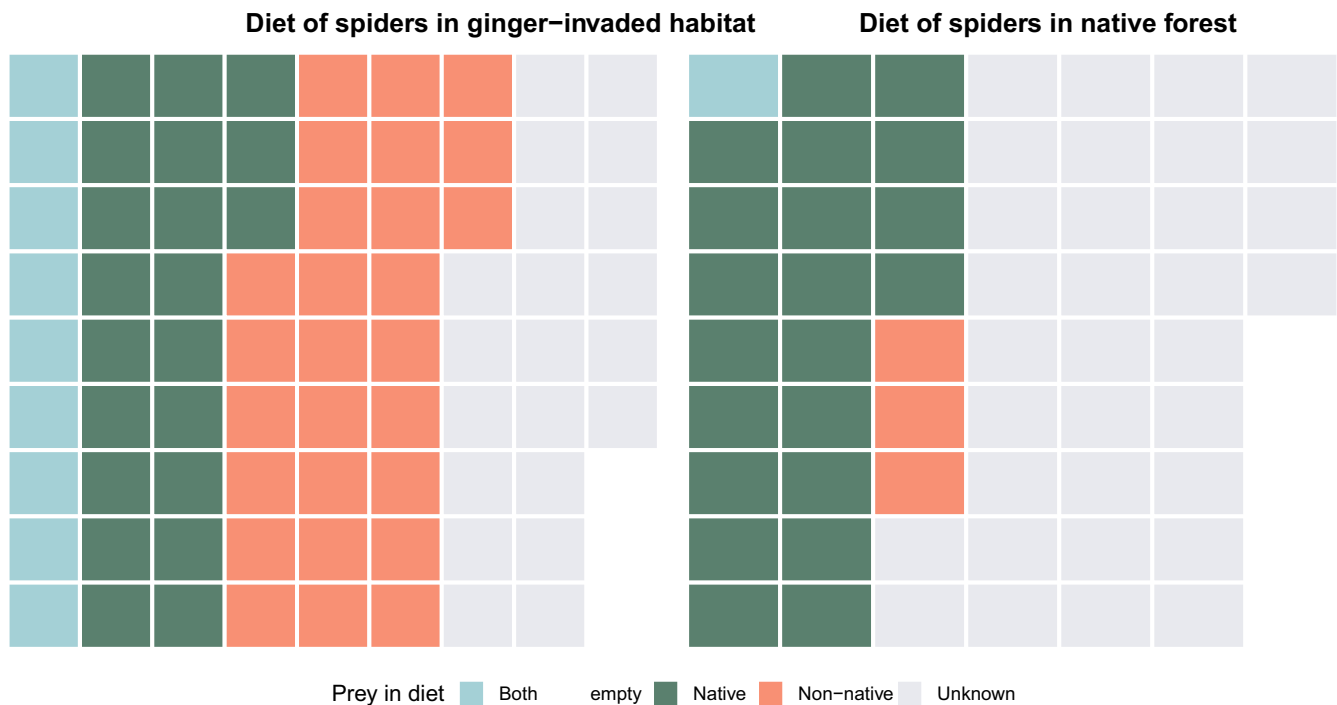 Diet of spiders in ginger−invaded habitat
Diet of spiders in native forest
Prey in diet Both empty Native Non−native Unknown